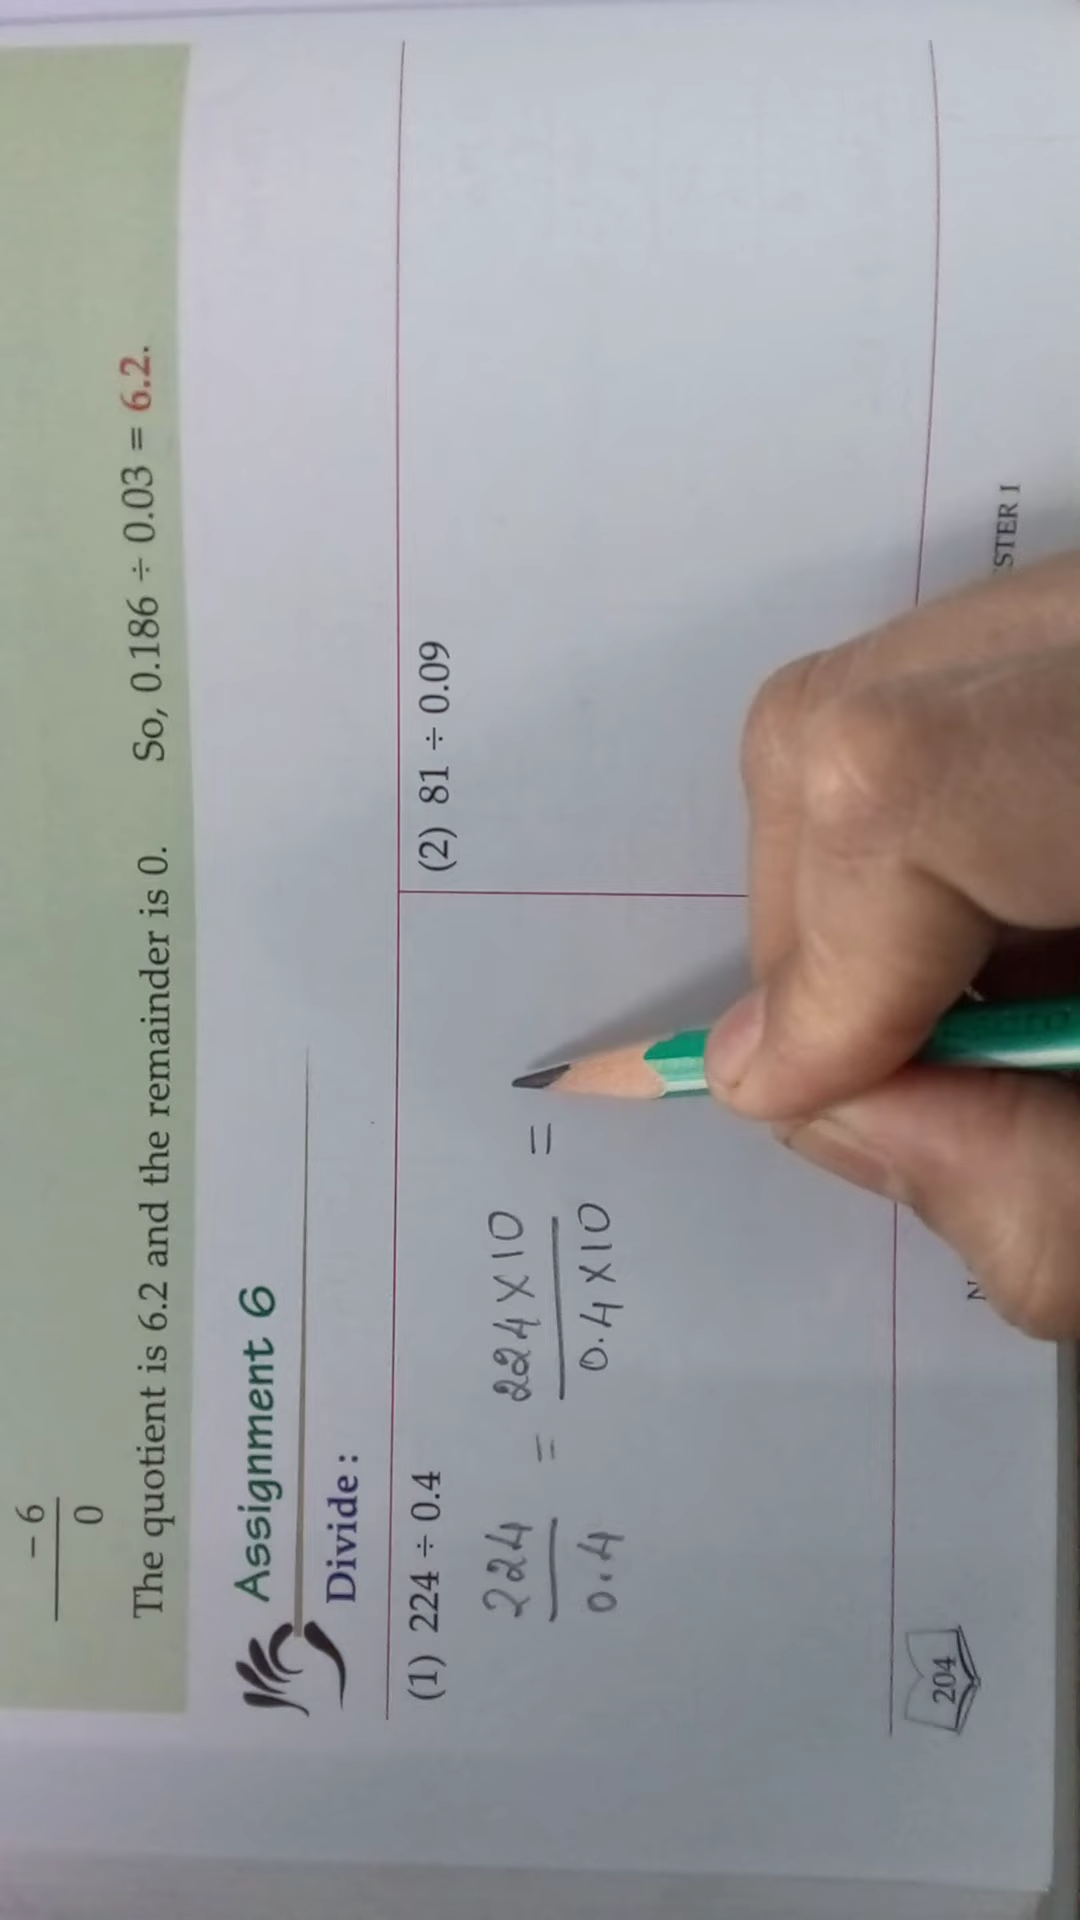 – 6
0
The quotient is 6.2 and the remainder is 0. So, 0.186 ÷ 0.03 = 6.2.
Assignment 6
Divide :
(1) 224 ÷ 0.4 (2) 81 ÷ 0.09
224 = 224 × 10 =
0.4 0.4 × 10
204